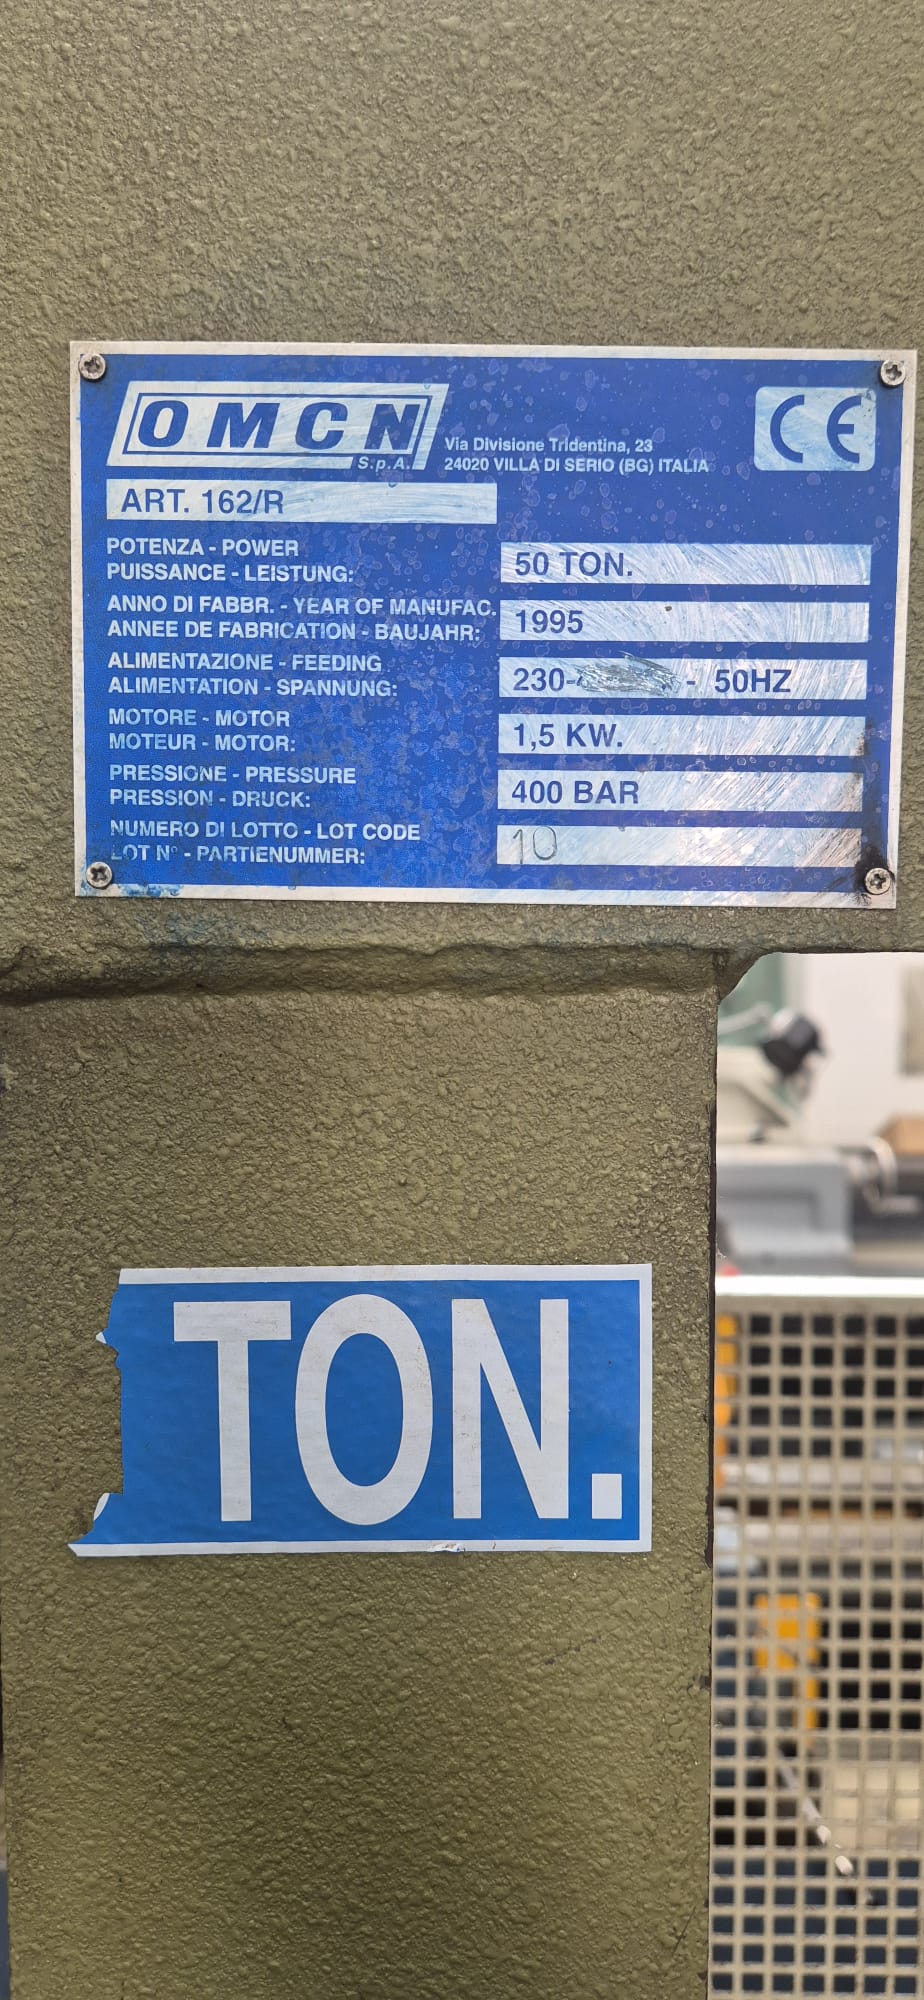 OMCN
S.p.A.
Via Divisione Tridentina, 23
24020 VILLA DI SERIO (BG) ITALIA
CE
ART. 162/R
POTENZA - POWER
PUISSANCE - LEISTUNG:
50 TON.
ANNO DI FABBR. - YEAR OF MANUFAC.
ANNEE DE FABRICATION - BAUJAHR:
1995
ALIMENTAZIONE - FEEDING
ALIMENTATION - SPANNUNG:
230- - 50HZ
MOTORE - MOTOR
MOTEUR - MOTOR:
1,5 KW.
PRESSIONE - PRESSURE
PRESSION - DRUCK:
400 BAR
NUMERO DI LOTTO - LOT CODE
LOT N° - PARTIENUMMER:
10
TON.